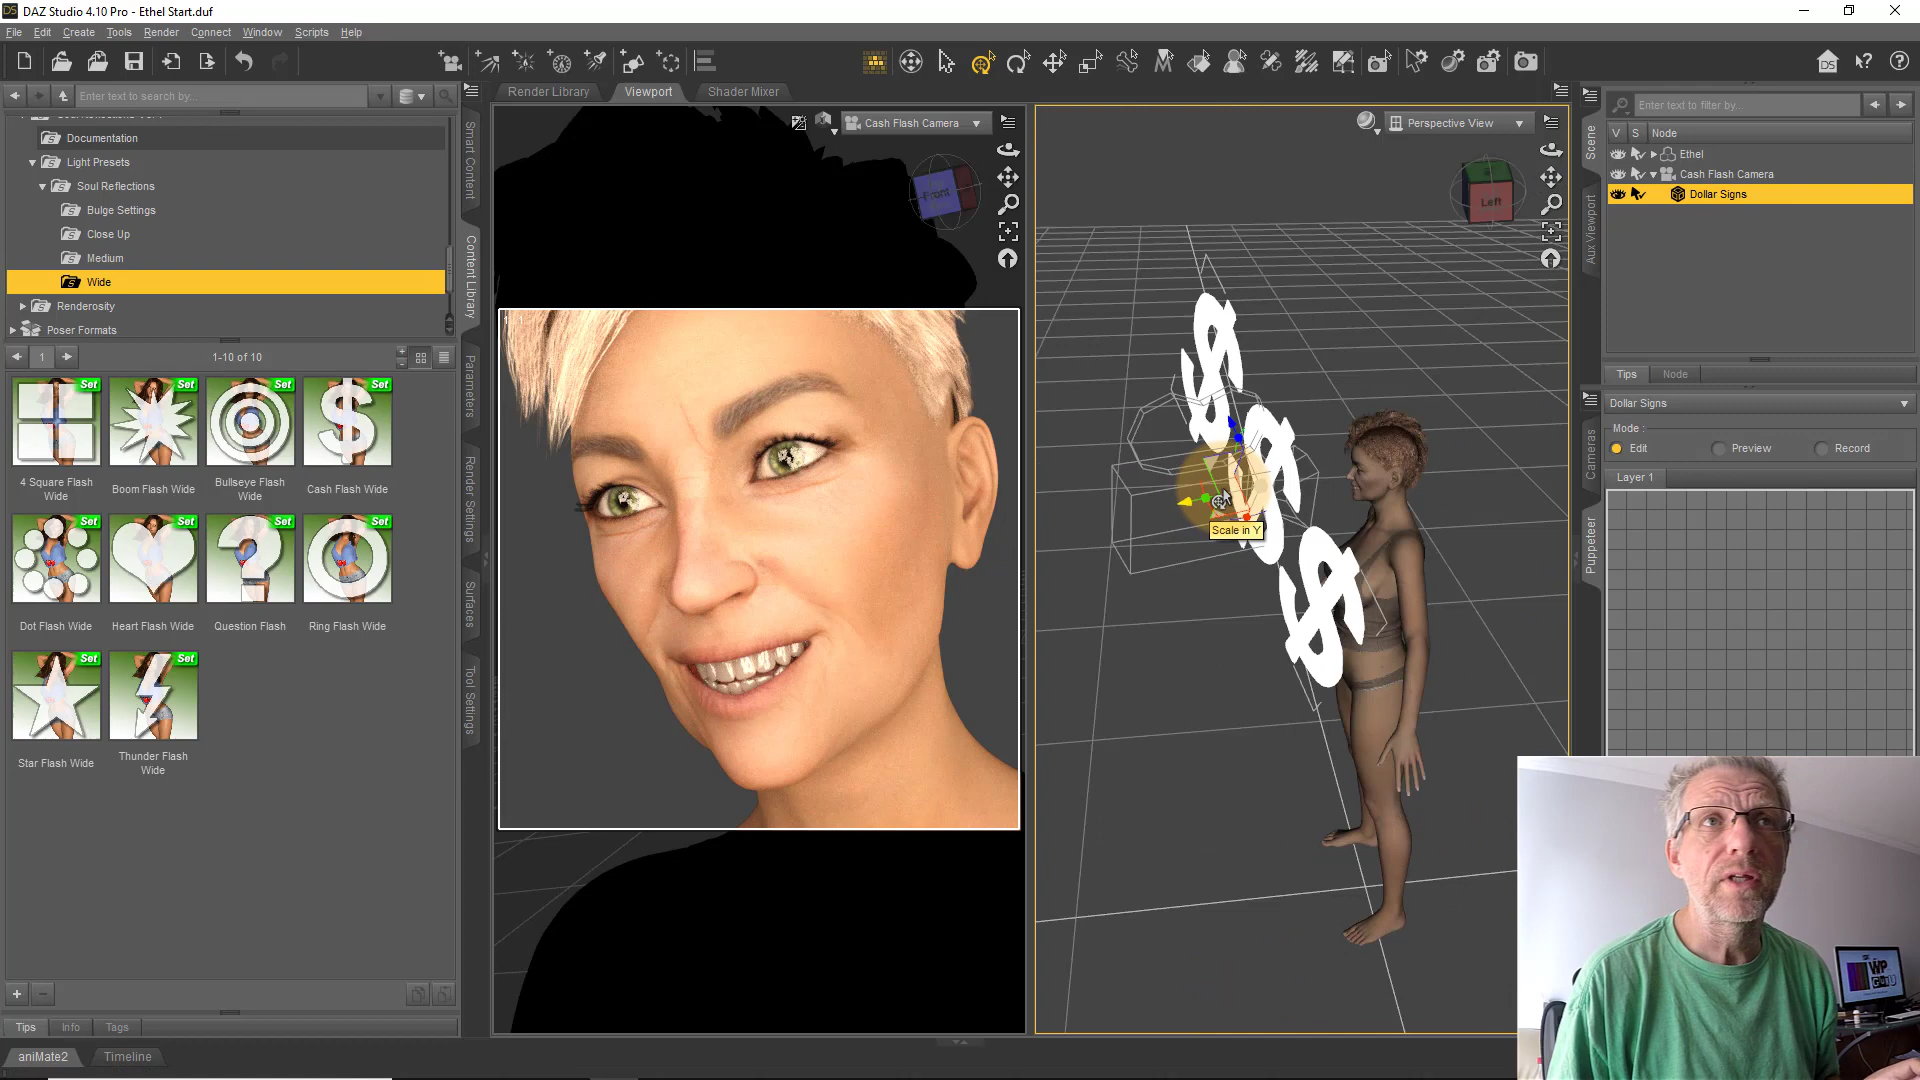 DAZ Studio 4.10 Pro - Ethel Start.duf
File Edit Create Tools Render Connect Window Scripts Help
Enter text to search by...
Documentation
Light Presets
Soul Reflections
Bulge Settings
Close Up
Medium
Wide
Renderosity
Poser Formats
1
1-10 of 10
Set
Set
Set
Set
4 Square Flash Wide
Boom Flash Wide
Bullseye Flash Wide
Cash Flash Wide
Set
Set
Set
Set
Dot Flash Wide
Heart Flash Wide
Question Flash
Ring Flash Wide
Set
Set
Star Flash Wide
Thunder Flash Wide
Tips Info Tags
aniMate2 Timeline
Smart Content
Content Library
Parameters
Render Settings
Surfaces
Tool Settings
Render Library Viewport Shader Mixer
Cash Flash Camera
Front
Perspective View
Left
Scale in Y
Scene
Aux Viewport
Cameras
Puppeteer
Enter text to filter by...
V S Node
Ethel
Cash Flash Camera
Dollar Signs
Tips Node
Dollar Signs
Mode :
Edit Preview Record
Layer 1
WP